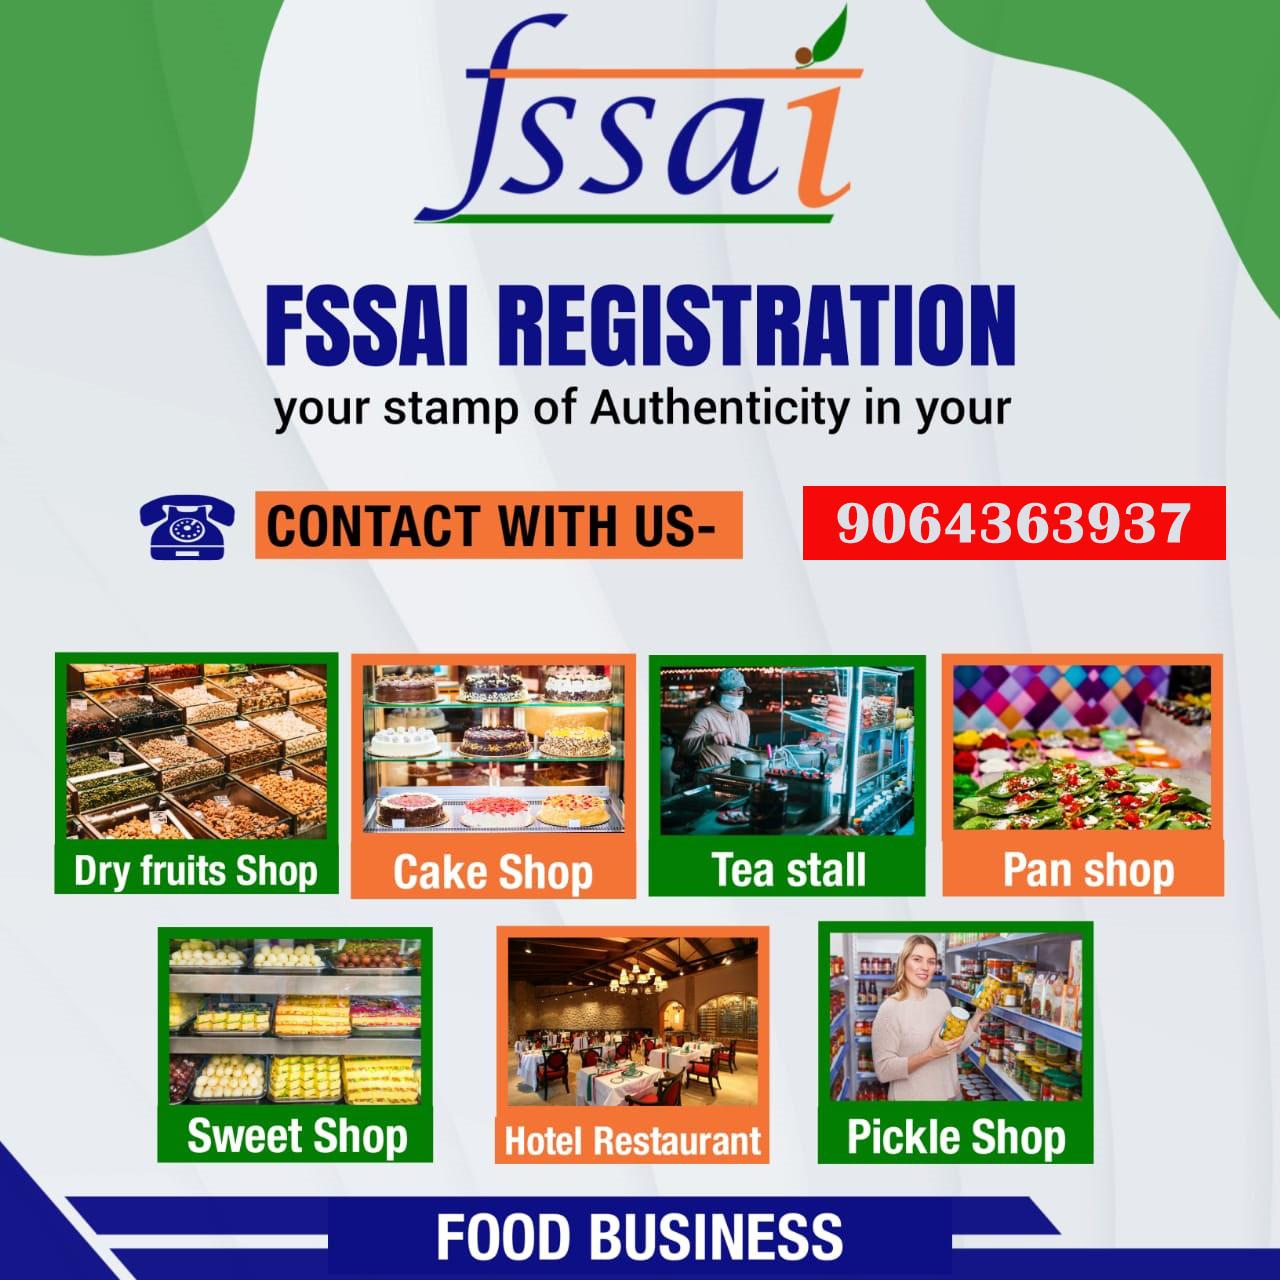 fssai
FSSAI REGISTRATION
your stamp of Authenticity in your
CONTACT WITH US-
9064363937
Dry fruits Shop
Cake Shop
Tea stall
Pan shop
Sweet Shop
Hotel Restaurant
Pickle Shop
FOOD BUSINESS